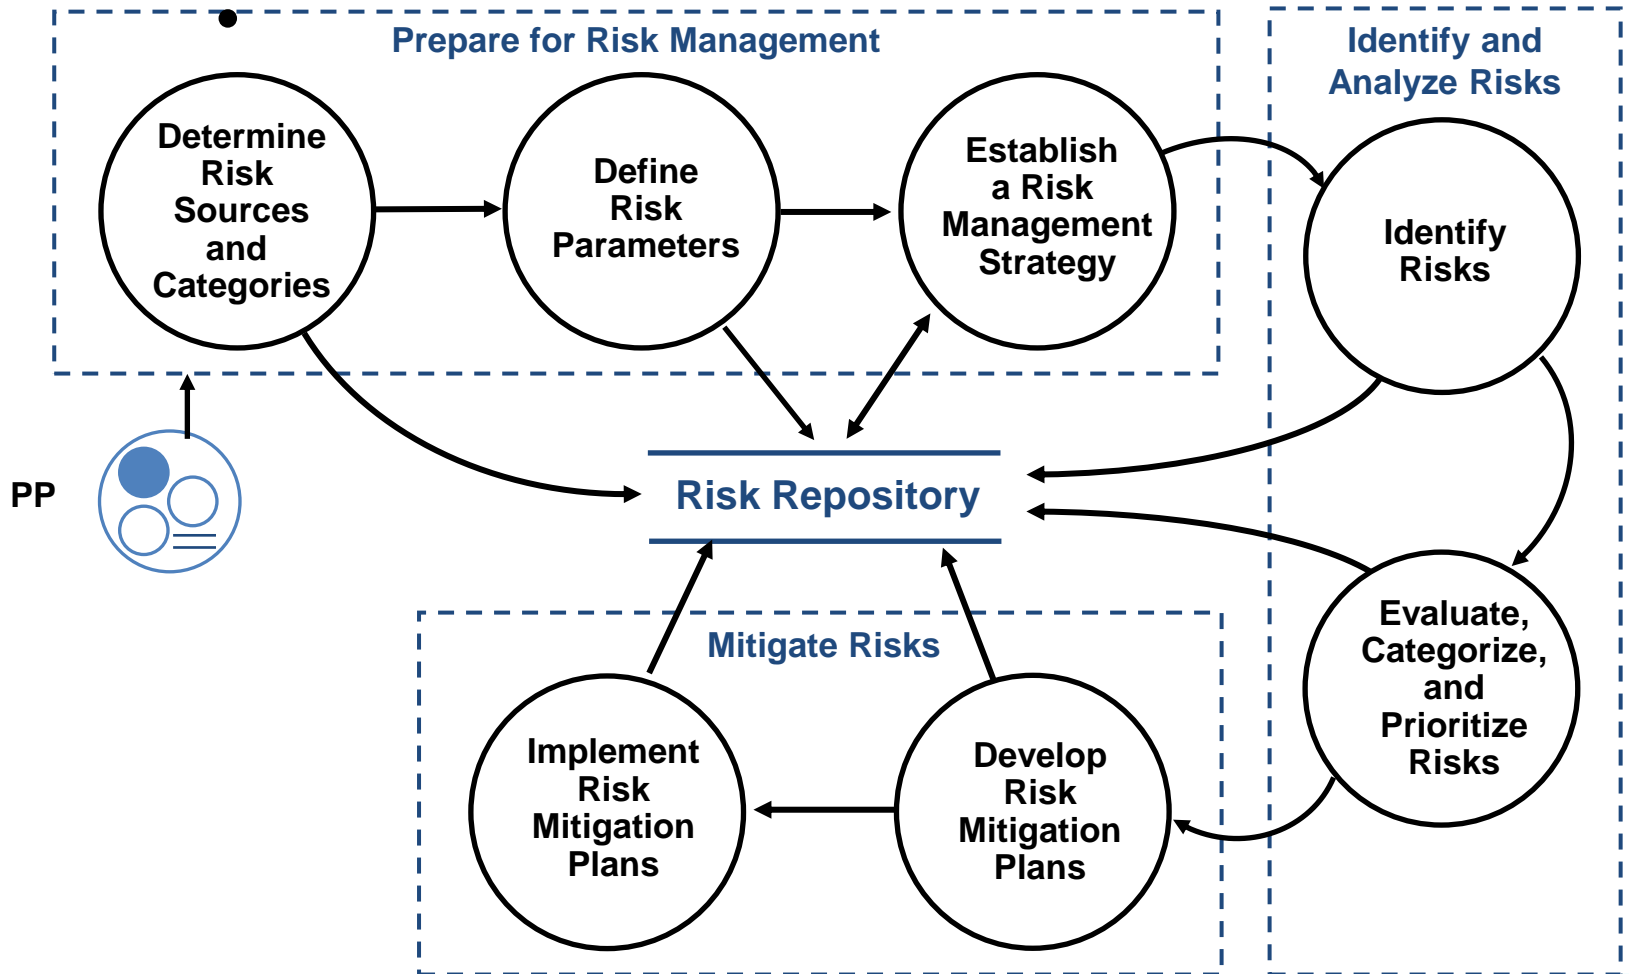 Prepare for Risk Management
Identify and
Analyze Risks
Determine
Risk
Sources
and
Categories
Define
Risk
Parameters
Establish
a Risk
Management
Strategy
Identify
Risks
PP
Risk Repository
Mitigate Risks
Evaluate,
Categorize,
and
Prioritize
Risks
Implement
Risk
Mitigation
Plans
Develop
Risk
Mitigation
Plans